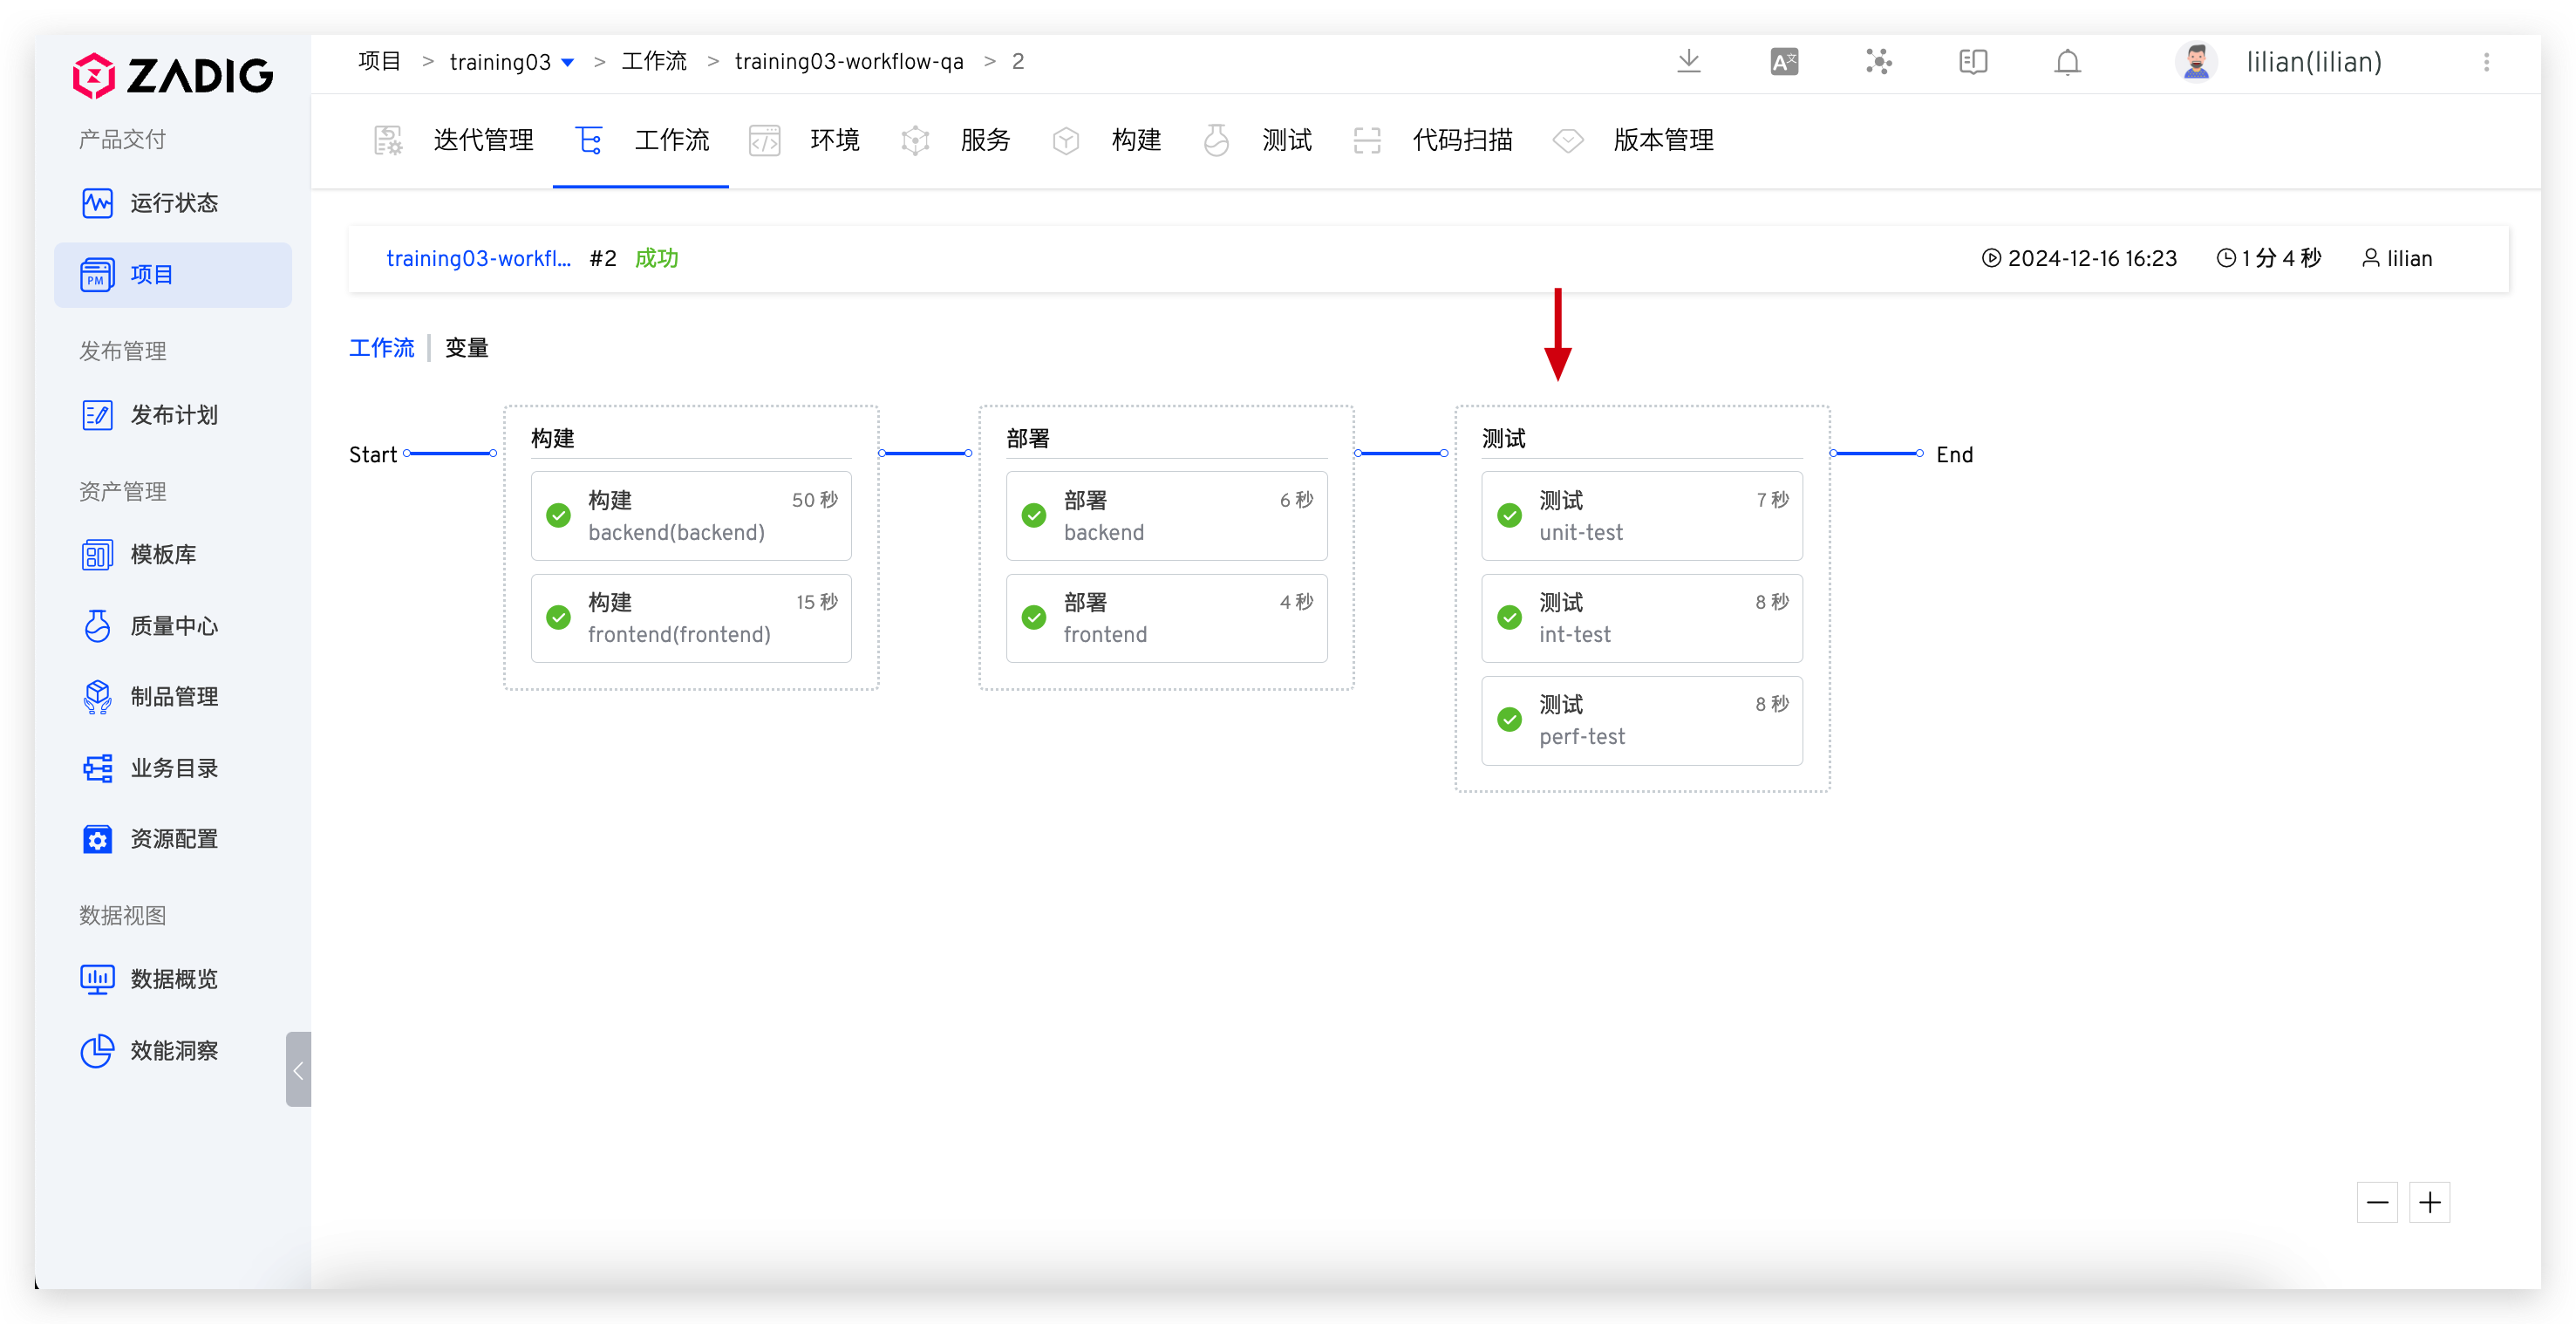 ZADIG
产品交付
运行状态
PM
项目
发布管理
发布计划
资产管理
模板库
质量中心
制品管理
业务目录
资源配置
数据视图
数据概览
效能洞察
项目 > training03 > 工作流 > training03-workflow-qa > 2
A文
lilian(lilian)
迭代管理 工作流 环境 服务 构建 测试 代码扫描 版本管理
training03-workfl... #2 成功 2024-12-16 16:23 1 分 4 秒 lilian
工作流 变量
Start
构建
构建 50 秒
backend(backend)
构建 15 秒
frontend(frontend)
部署
部署 6 秒
backend
部署 4 秒
frontend
测试
测试 7 秒
unit-test
测试 8 秒
int-test
测试 8 秒
perf-test
End